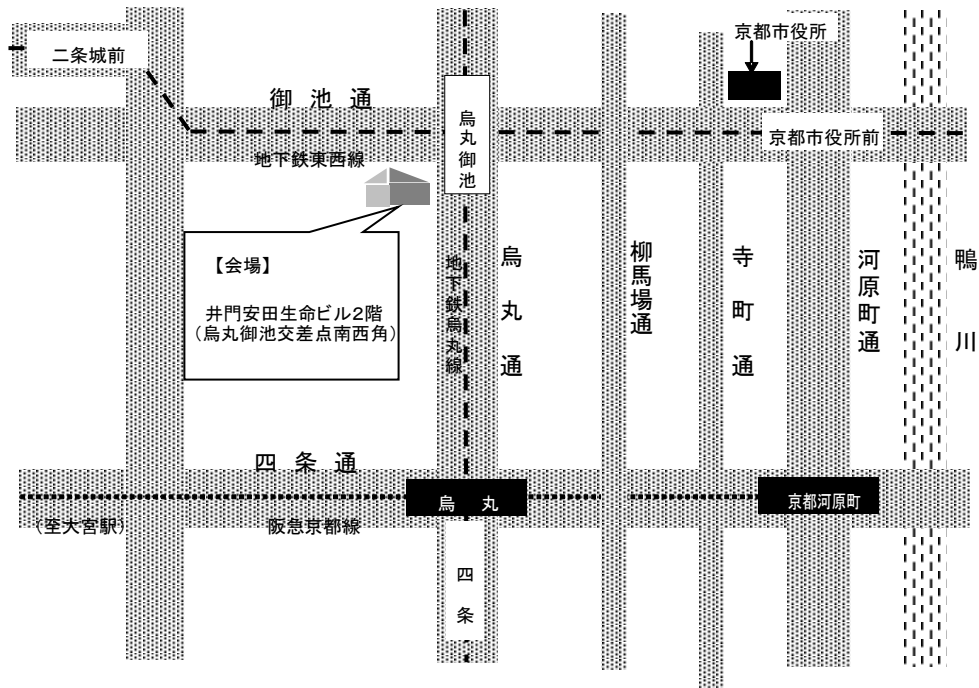 京都市役所
二条城前
御池通
烏丸御池
京都市役所前
地下鉄東西線
【会場】
井門安田生命ビル2階
(烏丸御池交差点南西角)
地下鉄烏丸線
烏丸通
柳馬場通
寺町通
河原町通
鴨川
四条通
烏丸
京都河原町
(至大宮駅)
阪急京都線
四条